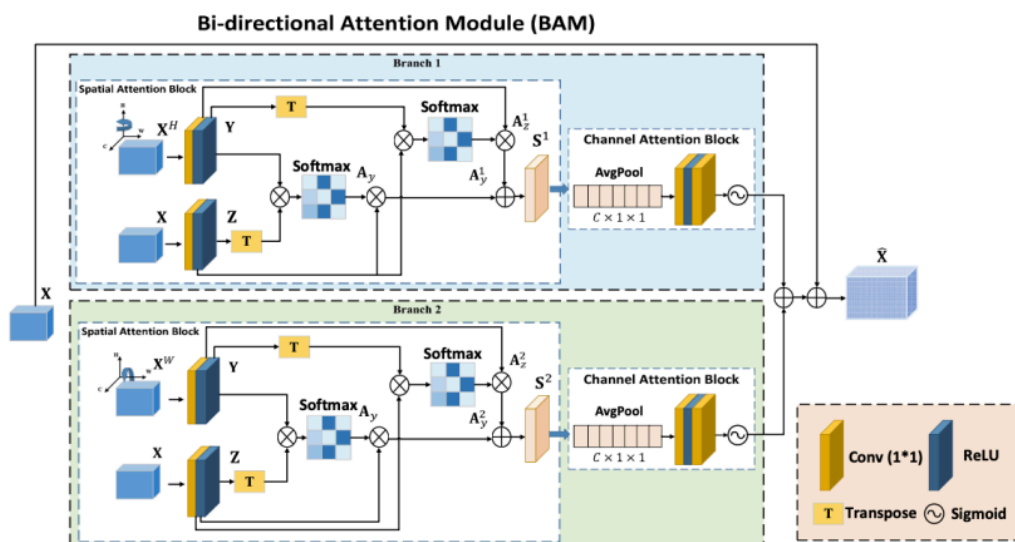 Bi-directional Attention Module (BAM)
Branch 1
Spatial Attention Block
H
W
C
X^H
Y
T
Softmax
A_z^1
S^1
Channel Attention Block
AvgPool
C × 1 × 1
Softmax
A_y
A_y^1
X
Z
T
X
X̂
Branch 2
Spatial Attention Block
H
W
C
X^W
Y
T
Softmax
A_z^2
S^2
Channel Attention Block
AvgPool
C × 1 × 1
Softmax
A_y
A_y^2
X
Z
T
Conv (1*1)
ReLU
T
Transpose
Sigmoid